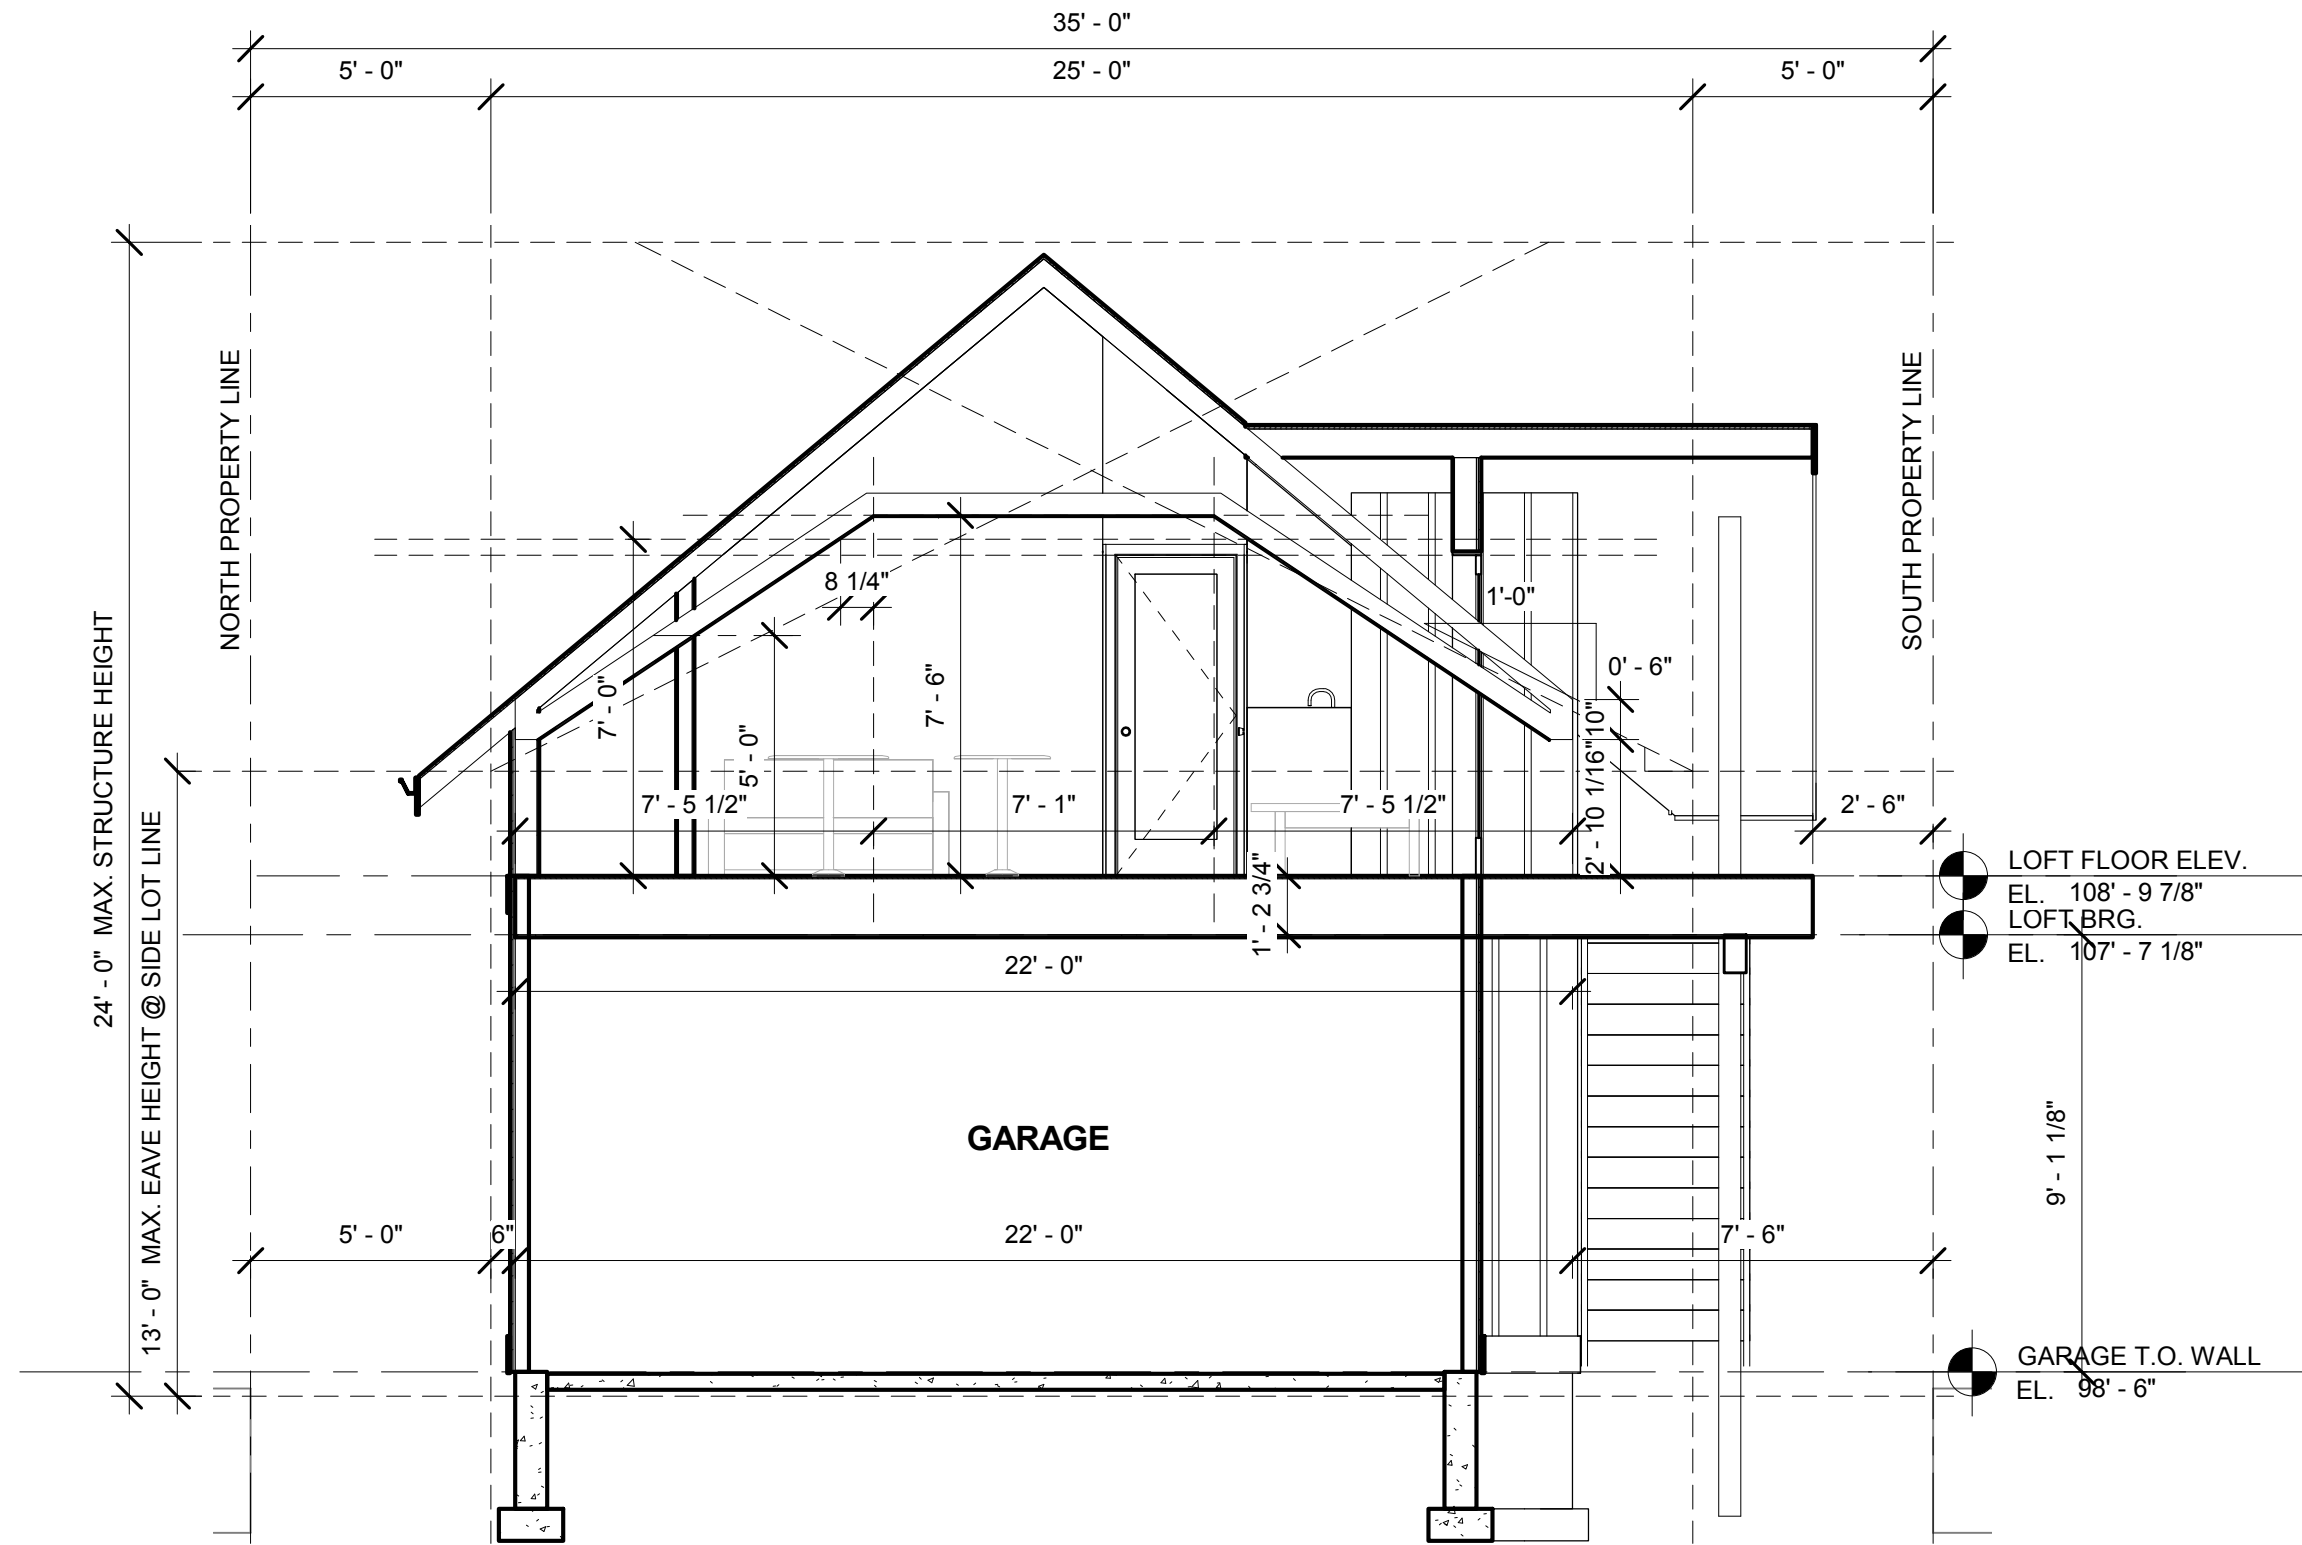 35' - 0"
5' - 0"
25' - 0"
5' - 0"
NORTH PROPERTY LINE
SOUTH PROPERTY LINE
24' - 0" MAX. STRUCTURE HEIGHT
13' - 0" MAX. EAVE HEIGHT @ SIDE LOT LINE
8 1/4"
1'-0"
0' - 6"
7' - 0"
5' - 0"
7' - 6"
10"
2' - 10 1/16"
7' - 5 1/2"
7' - 1"
7' - 5 1/2"
2' - 6"
LOFT FLOOR ELEV.
EL. 108' - 9 7/8"
1' - 2 3/4"
LOFT BRG.
EL. 107' - 7 1/8"
22' - 0"
GARAGE
9' - 1 1/8"
5' - 0"
6"
22' - 0"
7' - 6"
GARAGE T.O. WALL
EL. 98' - 6"